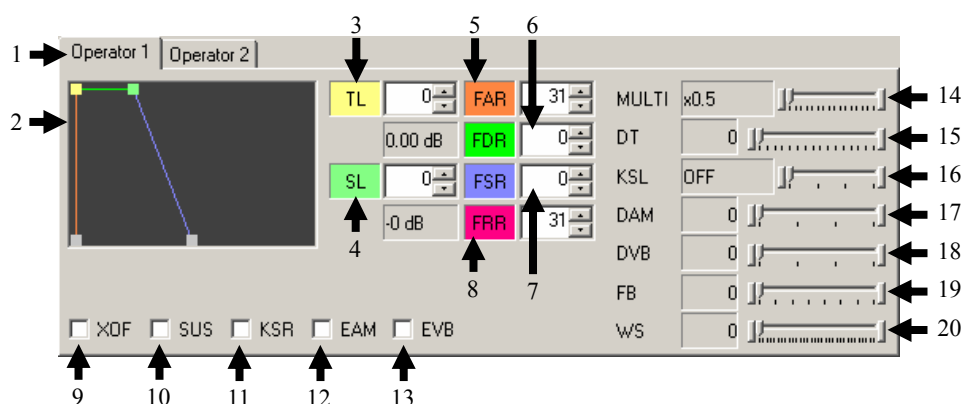 3 5 6
1 Operator 1 Operator 2
2 TL 0 FAR 31 MULTI x0.5 14
0.00 dB FDR 0 DT 0 15
SL 0 FSR 0 KSL OFF 16
-0 dB FRR 31 DAM 0 17
4 DVB 0 18
8 7 FB 0 19
XOF SUS KSR EAM EVB WS 0 20
9 10 11 12 13